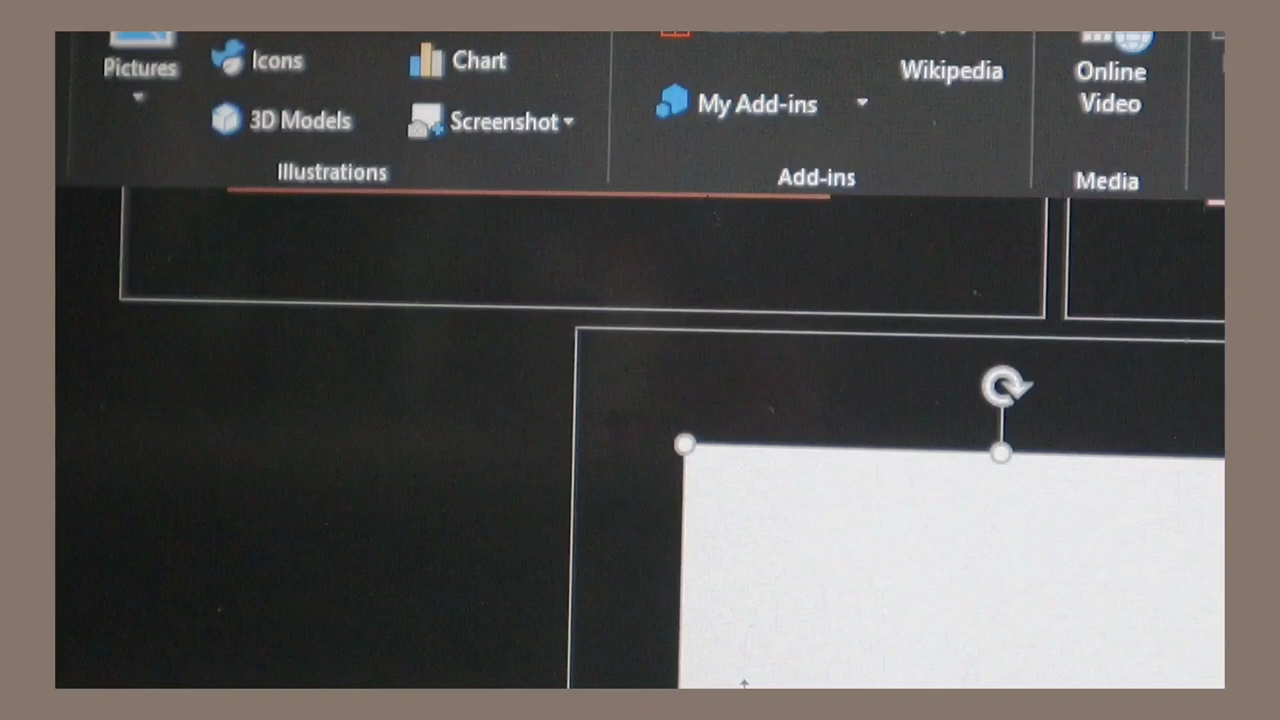 Pictures
Icons
3D Models
Chart
Screenshot
Illustrations
My Add-ins
Wikipedia
Add-ins
Online
Video
Media